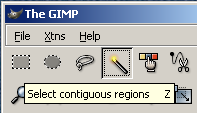 The GIMP
File Xtns Help
Select contiguous regions Z